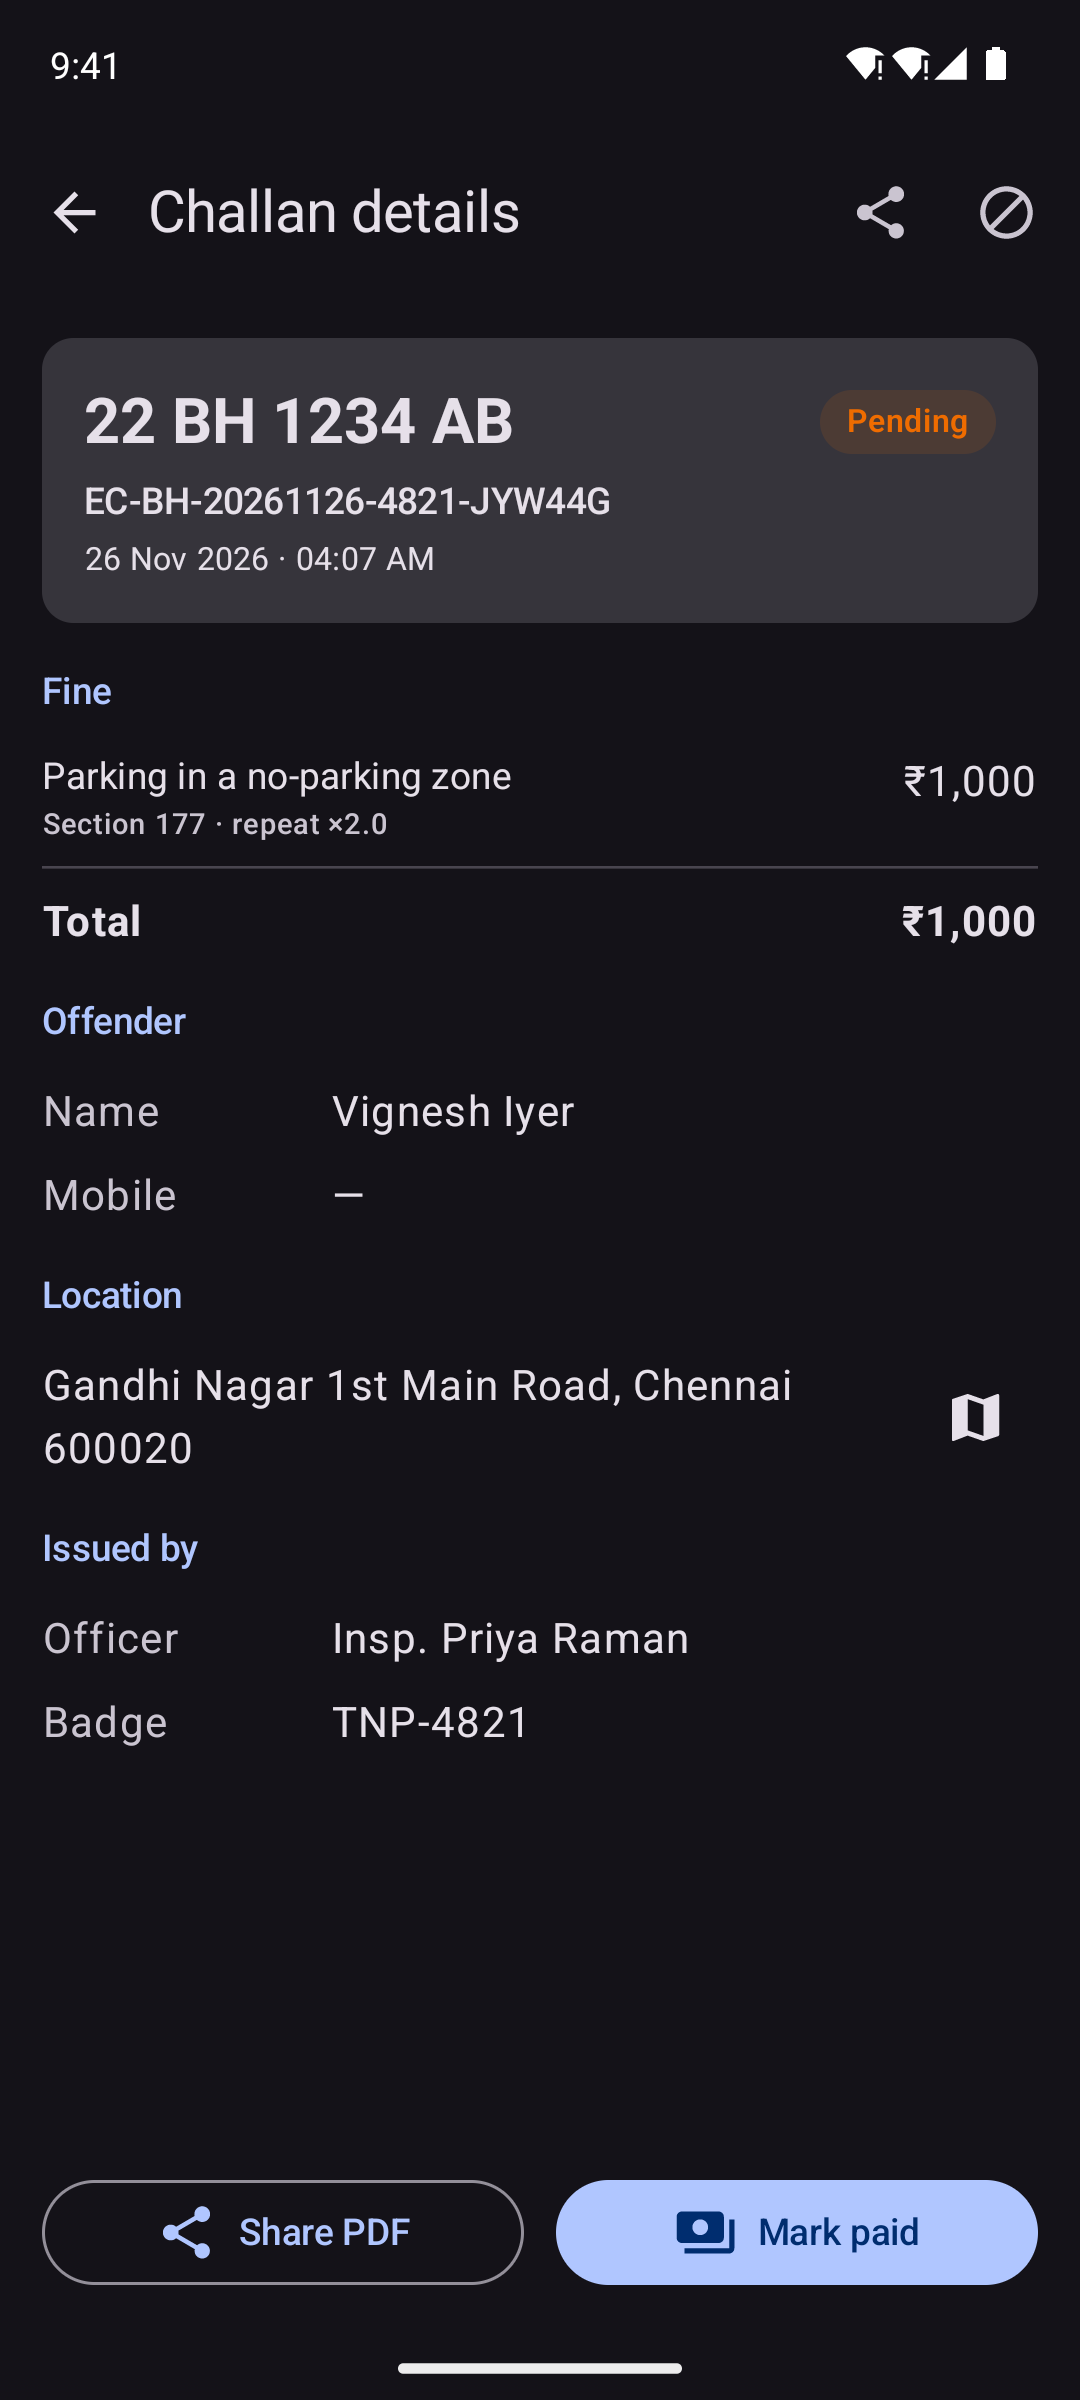 9:41
Challan details
22 BH 1234 AB
Pending
EC-BH-20261126-4821-JYW44G
26 Nov 2026 · 04:07 AM
Fine
Parking in a no-parking zone
₹1,000
Section 177 · repeat ×2.0
Total
₹1,000
Offender
Name
Vignesh Iyer
Mobile
—
Location
Gandhi Nagar 1st Main Road, Chennai
600020
Issued by
Officer
Insp. Priya Raman
Badge
TNP-4821
Share PDF
Mark paid